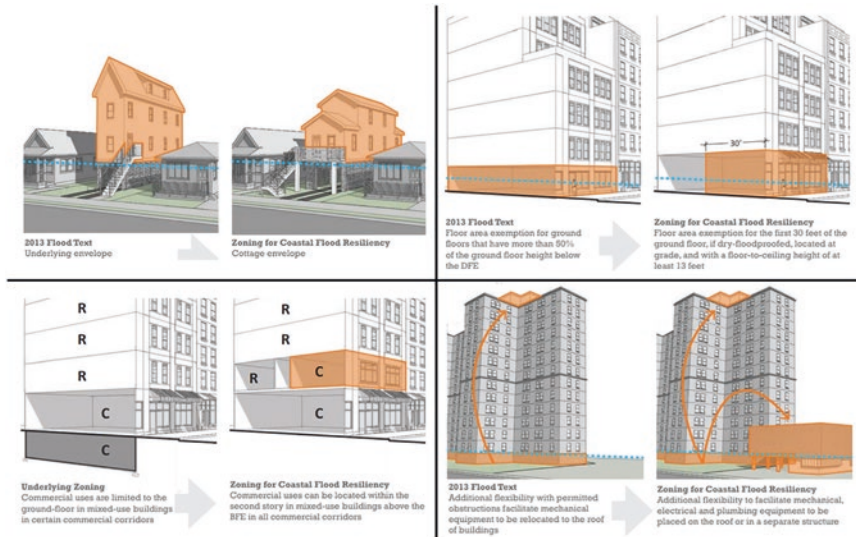 2013 Flood Text
Underlying envelope
Zoning for Coastal Flood Resiliency
Cottage envelope
30'
2013 Flood Text
Floor area exemption for ground
floors that have more than 50%
of the ground floor height below
the DFE
Zoning for Coastal Flood Resiliency
Floor area exemption for the first 30 feet of the
ground floor, if dry-floodproofed, located at
grade, and with a floor-to-ceiling height of at
least 13 feet
R
R
R
C
C
R
R
R
C
C
Underlying Zoning
Commercial uses are limited to the
ground-floor in mixed-use buildings
in certain commercial corridors
Zoning for Coastal Flood Resiliency
Commercial uses can be located within the
second story in mixed-use buildings above the
BFE in all commercial corridors
2013 Flood Text
Additional flexibility with permitted
obstructions facilitate mechanical
equipment to be relocated to the roof
of buildings
Zoning for Coastal Flood Resiliency
Additional flexibility to facilitate mechanical,
electrical and plumbing equipment to be
placed on the roof or in a separate structure